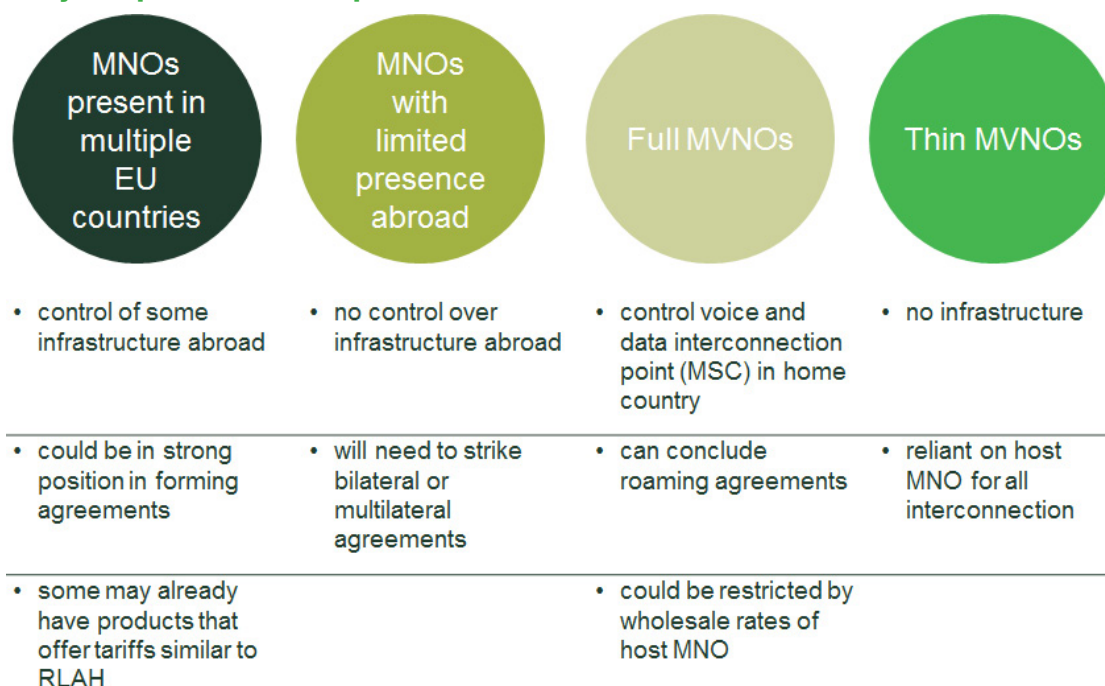 MNOs
present in
multiple
EU
countries
MNOs
with
limited
presence
abroad
Full MVNOs
Thin MVNOs
• control of some
infrastructure abroad
• no control over
infrastructure abroad
• control voice and
data interconnection
point (MSC) in home
country
• no infrastructure
• could be in strong
position in forming
agreements
• will need to strike
bilateral or
multilateral
agreements
• can conclude
roaming agreements
• reliant on host
MNO for all
interconnection
• some may already
have products that
offer tariffs similar to
RLAH
• could be restricted by
wholesale rates of
host MNO